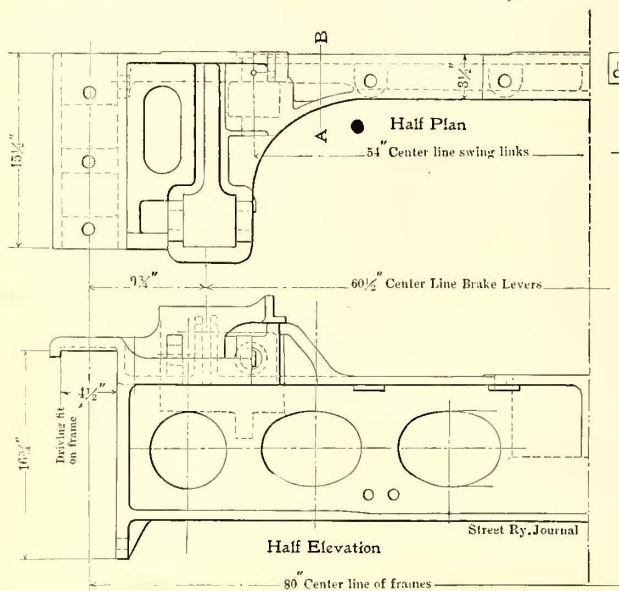 B
15½"
3½"
A
Half Plan
54" Center line swing links
9¾"
60½" Center Line Brake Levers
4½"
Driving fit
on frame
16¾"
Street Ry. Journal
Half Elevation
80" Center line of frames